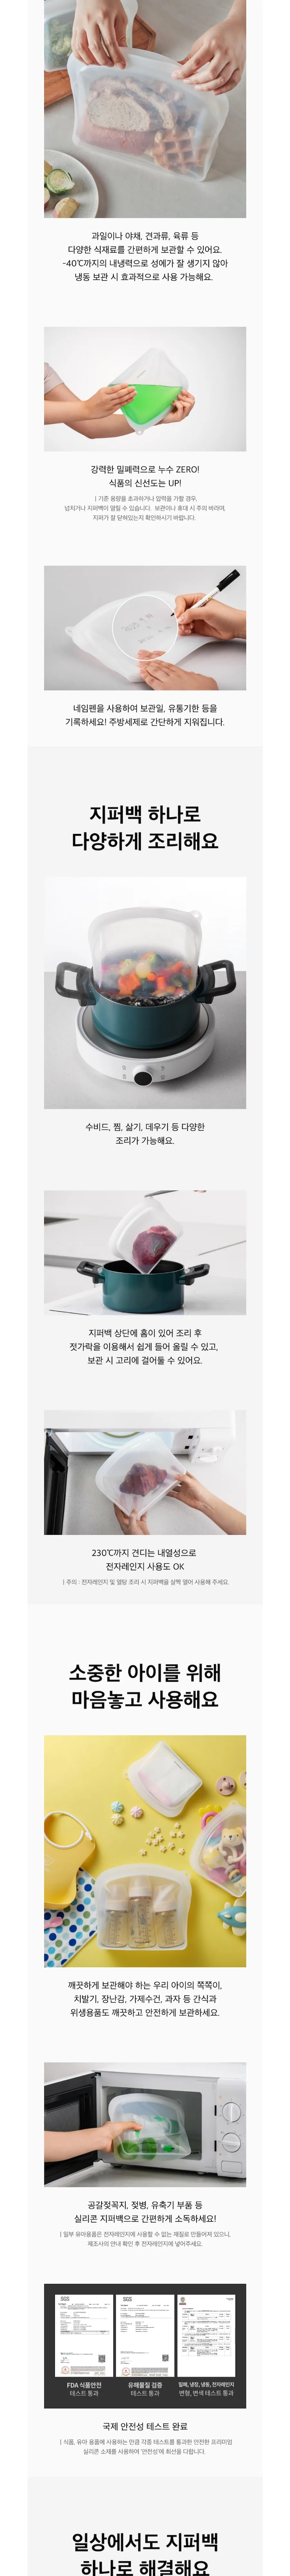 과일이나 야채, 견과류, 육류 등
다양한 식재료를 간편하게 보관할 수 있어요.
-40℃까지의 내냉력으로 성에가 잘 생기지 않아
냉동 보관 시 효과적으로 사용 가능해요.
강력한 밀폐력으로 누수 ZERO!
식품의 신선도는 UP!
| 기준 용량을 초과하거나 압력을 가할 경우,
넘치거나 지퍼백이 열릴 수 있습니다. 보관이나 휴대 시 주의 바라며,
지퍼가 잘 닫혀있는지 확인하시기 바랍니다.
네임펜을 사용하여 보관일, 유통기한 등을
기록하세요! 주방세제로 간단하게 지워집니다.
지퍼백 하나로
다양하게 조리해요
수비드, 찜, 삶기, 데우기 등 다양한
조리가 가능해요.
지퍼백 상단에 홈이 있어 조리 후
젓가락을 이용해서 쉽게 들어 올릴 수 있고,
보관 시 고리에 걸어둘 수 있어요.
230℃까지 견디는 내열성으로
전자레인지 사용도 OK
| 주의 : 전자레인지 및 열탕 조리 시 지퍼백을 살짝 열어 사용해 주세요.
소중한 아이를 위해
마음놓고 사용해요
깨끗하게 보관해야 하는 우리 아이의 쪽쪽이,
치발기, 장난감, 가제수건, 과자 등 간식과
위생용품도 깨끗하고 안전하게 보관하세요.
공갈젖꼭지, 젖병, 유축기 부품 등
실리콘 지퍼백으로 간편하게 소독하세요!
| 일부 유아용품은 전자레인지에 사용할 수 없는 재질로 만들어져 있으니,
제조사의 안내 확인 후 전자레인지에 넣어주세요.
SGS
SGS
FDA 식품안전
테스트 통과
유해물질 검증
테스트 통과
밀폐, 냉장, 냉동, 전자레인지
변형, 변색 테스트 통과
국제 안전성 테스트 완료
| 식품, 유아 용품에 사용하는 만큼 각종 테스트를 통과한 안전한 프리미엄
실리콘 소재를 사용하여 '안전성'에 최선을 다합니다.
일상에서도 지퍼백
하나로 해결해요